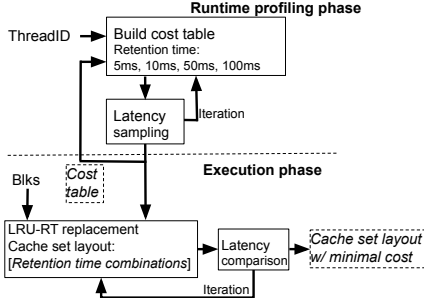 Runtime profiling phase
ThreadID
Build cost table
Retention time:
5ms, 10ms, 50ms, 100ms
Latency
sampling
Iteration
Execution phase
Cost
table
Blks
LRU-RT replacement
Cache set layout:
[Retention time combinations]
Latency
comparison
Cache set layout
w/ minimal cost
Iteration